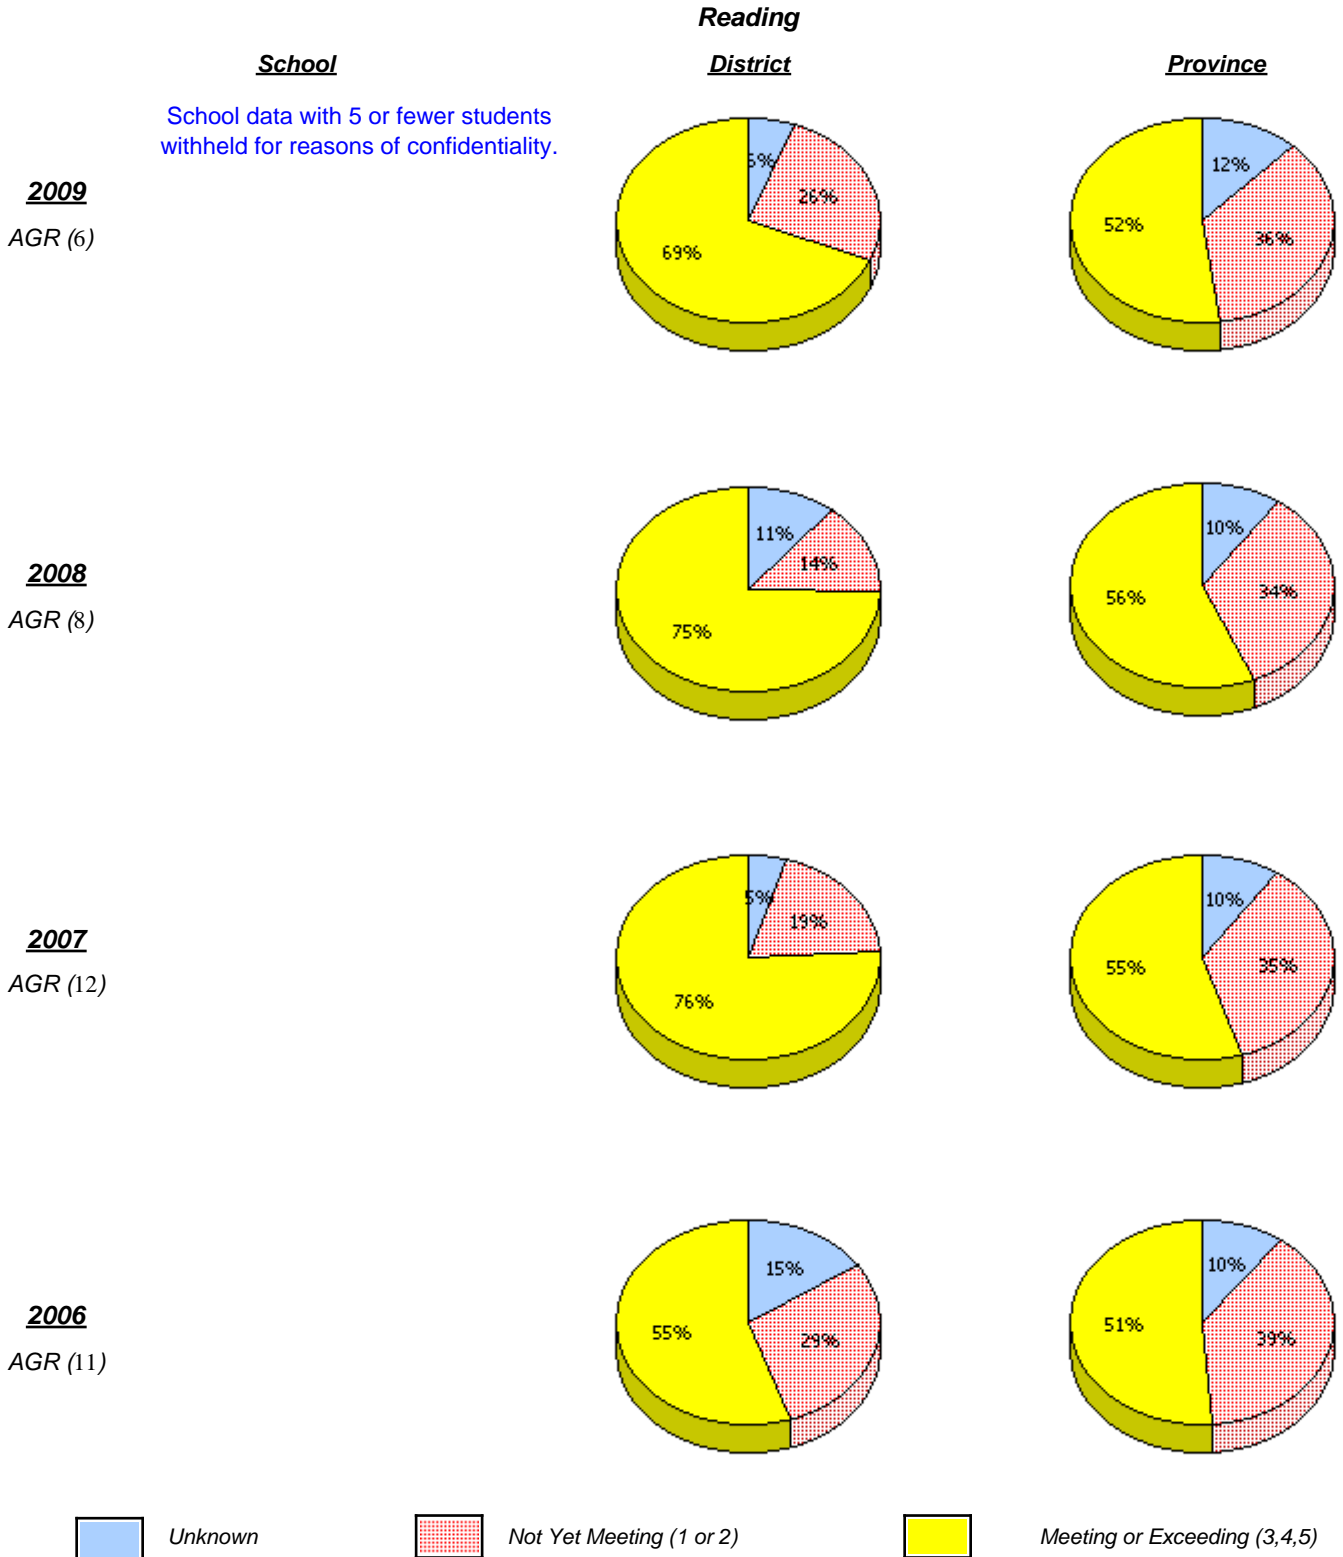 Reading
School District Province
School data with 5 or fewer students
withheld for reasons of confidentiality.
2009
AGR (6)
5% 26% 69%
12% 36% 52%
2008
AGR (8)
11% 14% 75%
10% 34% 56%
2007
AGR (12)
5% 19% 76%
10% 35% 55%
2006
AGR (11)
15% 29% 55%
10% 39% 51%
Unknown Not Yet Meeting (1 or 2) Meeting or Exceeding (3,4,5)